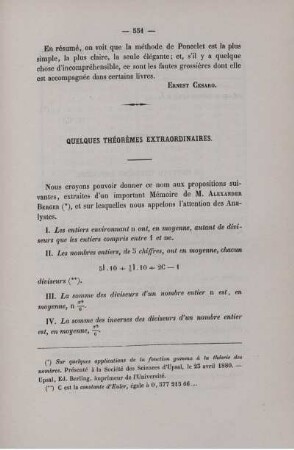 — 551 —
En résumé, on voit que la méthode de Poncelet est la plus
simple, la plus claire, la seule élégante; et, s'il y a quelque
chose d'incompréhensible, ce sont les fautes grossières dont elle
est accompagnée dans certains livres.
ERNEST CESARO.
QUELQUES THÉORÈMES EXTRAORDINAIRES.
Nous croyons pouvoir donner ce nom aux propositions sui-
vantes, extraites d'un important Mémoire de M. ALEXANDER
BERGER (*), et sur lesquelles nous appelons l'attention des Ana-
lystes.
I. Les entiers environnant n ont, en moyenne, autant de divi-
seurs que les entiers compris entre 1 et ne.
II. Les nombres entiers, de 5 chiffres, ont en moyenne, chacun
5l.10 + l.10 + 2C — 1
diviseurs (**).
III. La somme des diviseurs d'un nombre entier n est, en
moyenne, n π²/6.
IV. La somme des inverses des diviseurs d'un nombre entier
est, en moyenne, π²/6.
(*) Sur quelques applications de la fonction gamma à la théorie des
nombres. Présenté à la Société des Sciences d'Upsal, le 23 avril 1880. —
Upsal, Ed. Berling, imprimeur de l'Université.
(**) C est la constante d'Euler, égale à 0, 577 215 66 ...